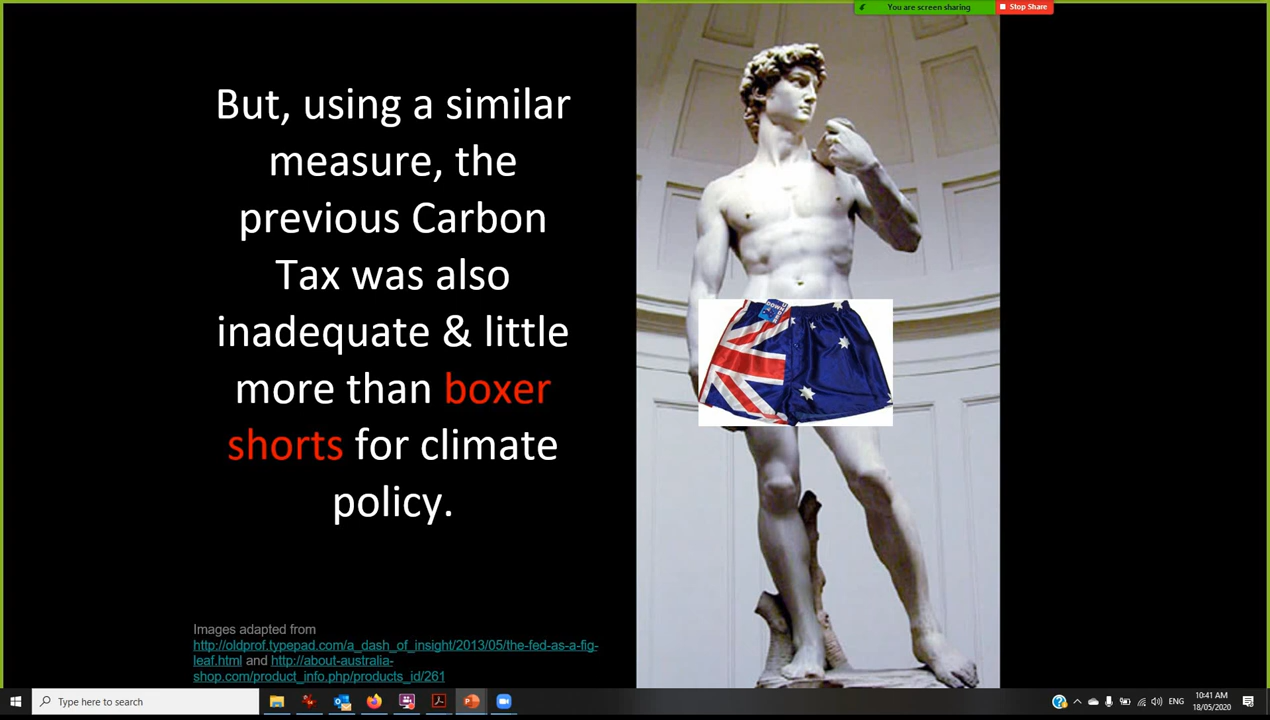 You are screen sharing
Stop Share
But, using a similar
measure, the
previous Carbon
Tax was also
inadequate & little
more than boxer
shorts for climate
policy.
Images adapted from
http://oldprof.typepad.com/a_dash_of_insight/2013/05/the-fed-as-a-fig-
leaf.html and http://about-australia-
shop.com/product_info.php/products_id/261
Type here to search
ENG
10:41 AM
18/05/2020